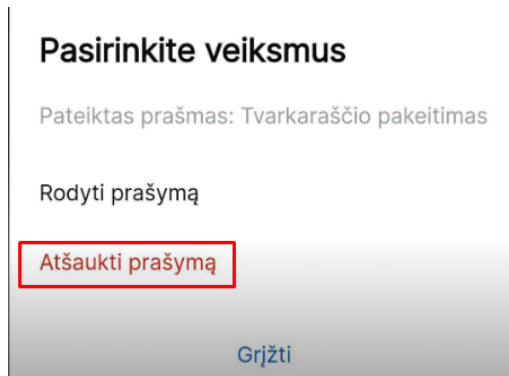 Pasirinkite veiksmus
Pateiktas prašmas: Tvarkaraščio pakeitimas
Rodyti prašymą
Atšaukti prašymą
Grįžti